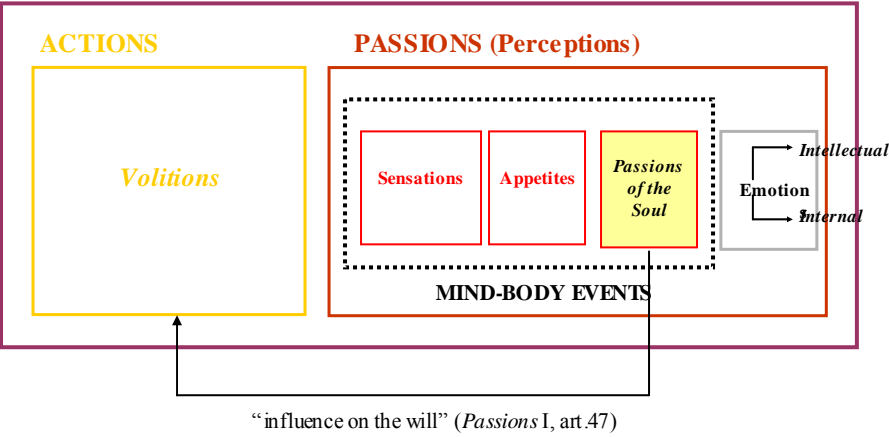 ACTIONS
PASSIONS (Perceptions)
Volitions
Sensations
Appetites
Passions
of the
Soul
Intellectual
Emotion
s
Internal
MIND-BODY EVENTS
“influence on the will” (Passions I, art.47)